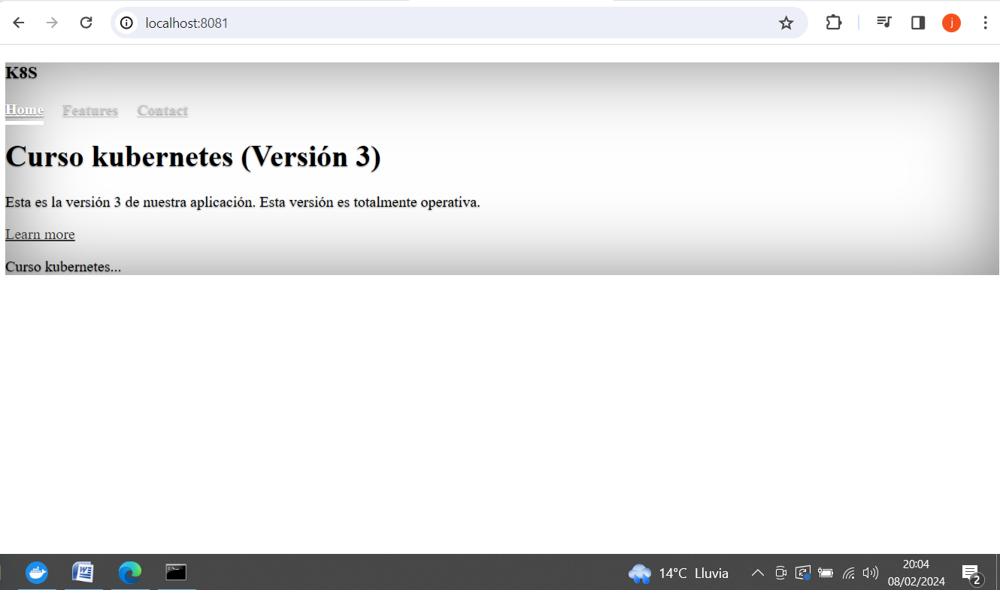 localhost:8081
j
K8S
Home Features Contact
Curso kubernetes (Versión 3)
Esta es la versión 3 de nuestra aplicación. Esta versión es totalmente operativa.
Learn more
Curso kubernetes...
W
14°C Lluvia
20:04
08/02/2024
2